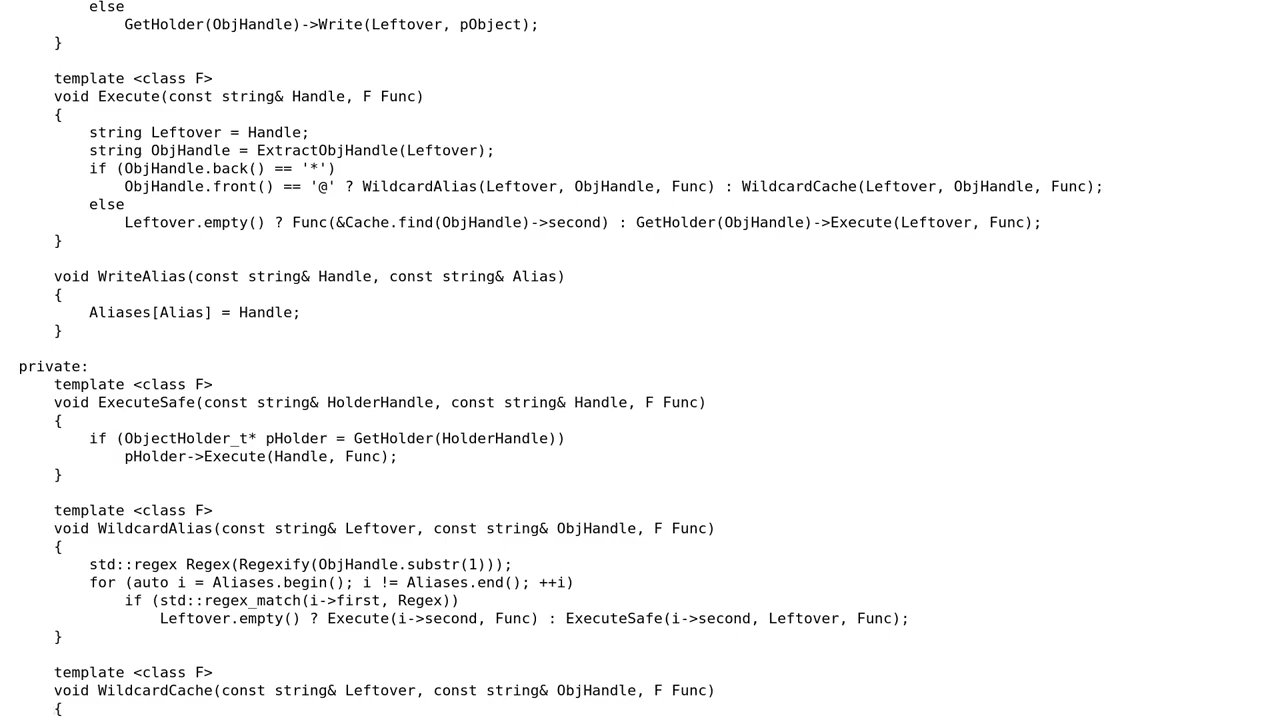 else
GetHolder(ObjHandle)->Write(Leftover, pObject);
}
template <class F>
void Execute(const string& Handle, F Func)
{
string Leftover = Handle;
string ObjHandle = ExtractObjHandle(Leftover);
if (ObjHandle.back() == '*')
ObjHandle.front() == '@' ? WildcardAlias(Leftover, ObjHandle, Func) : WildcardCache(Leftover, ObjHandle, Func);
else
Leftover.empty() ? Func(&Cache.find(ObjHandle)->second) : GetHolder(ObjHandle)->Execute(Leftover, Func);
}
void WriteAlias(const string& Handle, const string& Alias)
{
Aliases[Alias] = Handle;
}
private:
template <class F>
void ExecuteSafe(const string& HolderHandle, const string& Handle, F Func)
{
if (ObjectHolder_t* pHolder = GetHolder(HolderHandle))
pHolder->Execute(Handle, Func);
}
template <class F>
void WildcardAlias(const string& Leftover, const string& ObjHandle, F Func)
{
std::regex Regex(Regexify(ObjHandle.substr(1)));
for (auto i = Aliases.begin(); i != Aliases.end(); ++i)
if (std::regex_match(i->first, Regex))
Leftover.empty() ? Execute(i->second, Func) : ExecuteSafe(i->second, Leftover, Func);
}
template <class F>
void WildcardCache(const string& Leftover, const string& ObjHandle, F Func)
{